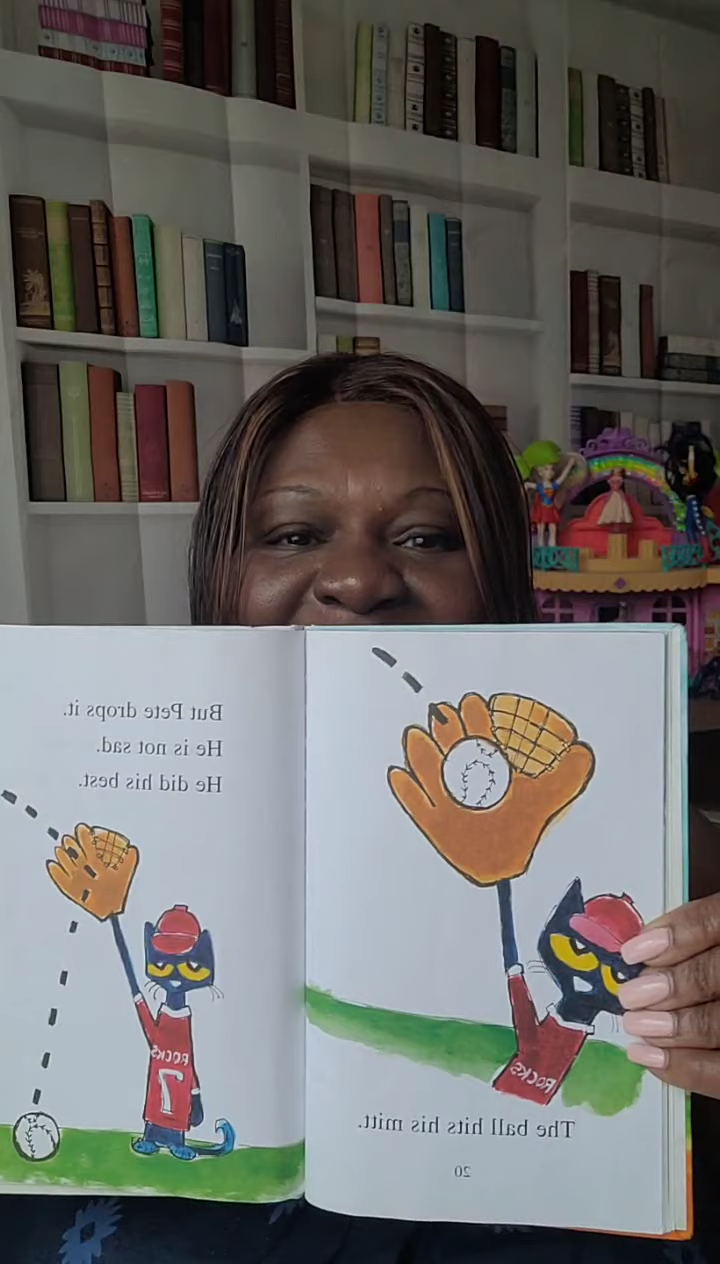 ROCKS
The ball hits his mitt.
20
But Pete drops it.
He is not sad.
He did his best.
ROCKS
7